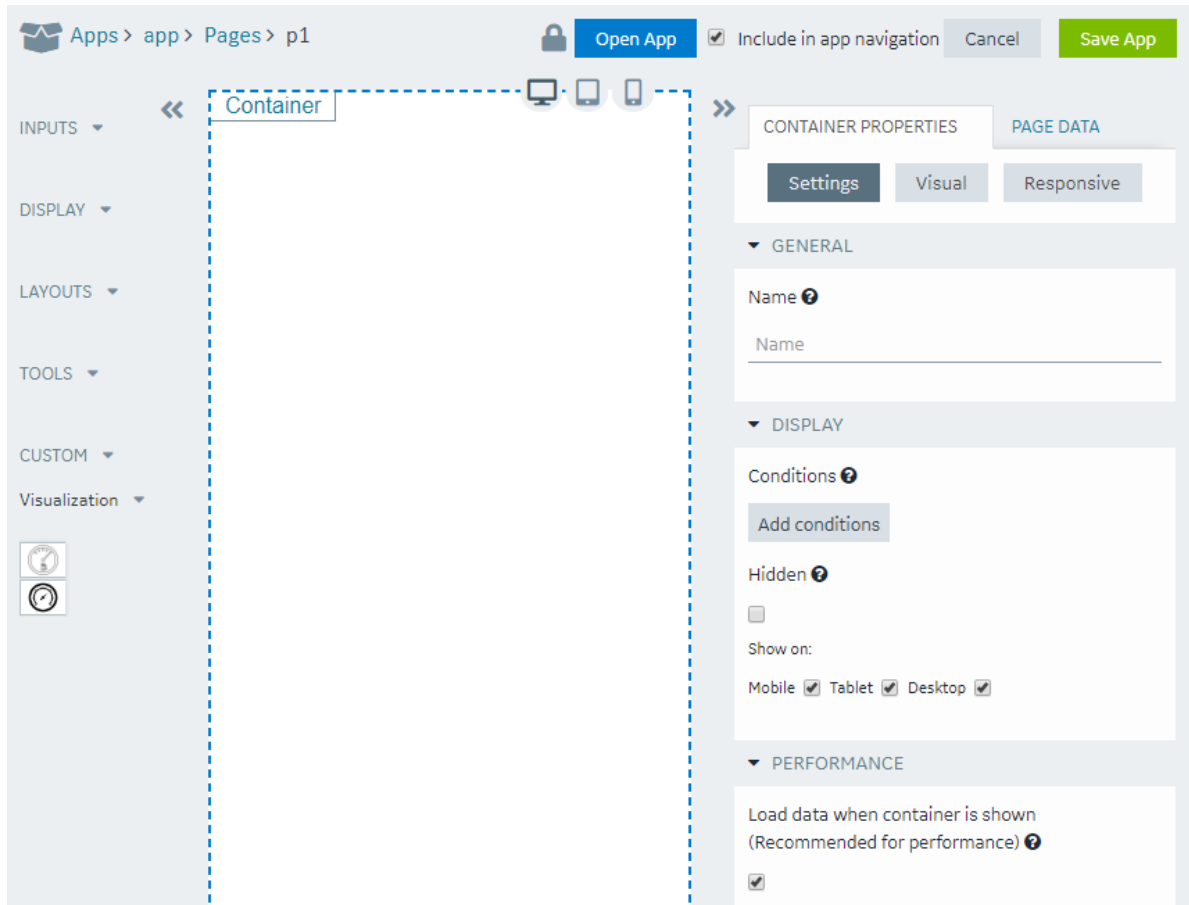 Apps > app > Pages > p1
Open App
Include in app navigation
Cancel
Save App
INPUTS
DISPLAY
LAYOUTS
TOOLS
CUSTOM
Visualization
Container
CONTAINER PROPERTIES
PAGE DATA
Settings
Visual
Responsive
GENERAL
Name
Name
DISPLAY
Conditions
Add conditions
Hidden
Show on:
Mobile Tablet Desktop
PERFORMANCE
Load data when container is shown
(Recommended for performance)